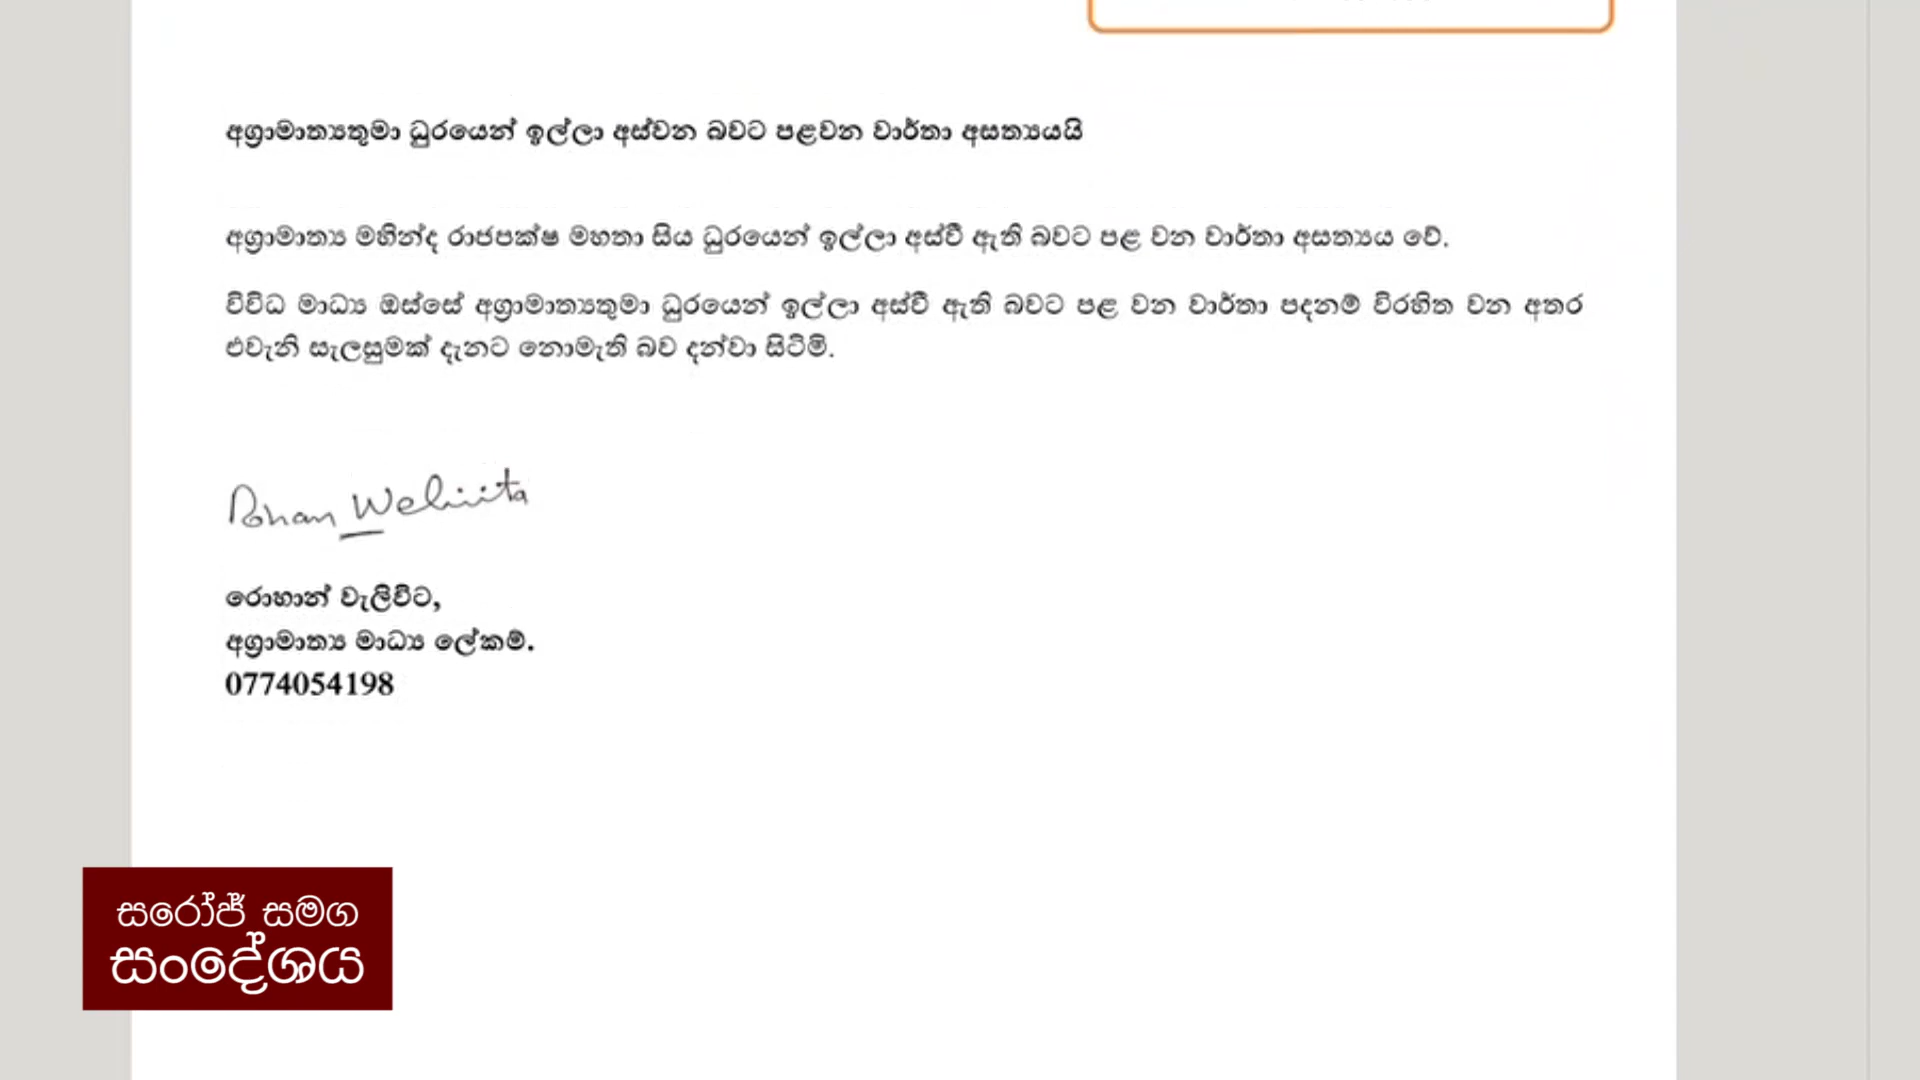 අග්‍රාමාත්‍යතුමා ධුරයෙන් ඉල්ලා අස්වන බවට පළවන වාර්තා අසත්‍යයයි
අග්‍රාමාත්‍ය මහින්ද රාජපක්ෂ මහතා සිය ධුරයෙන් ඉල්ලා අස්වී ඇති බවට පළ වන වාර්තා අසත්‍යය වේ.
විවිධ මාධ්‍ය ඔස්සේ අග්‍රාමාත්‍යතුමා ධුරයෙන් ඉල්ලා අස්වී ඇති බවට පළ වන වාර්තා පදනම් විරහිත වන අතර
එවැනි සැලසුමක් දැනට නොමැති බව දන්වා සිටිමි.
Rohan Weliwita
රොහාන් වැලිවිට,
අග්‍රාමාත්‍ය මාධ්‍ය ලේකම්.
0774054198
සරෝජ් සමග
සංදේශය